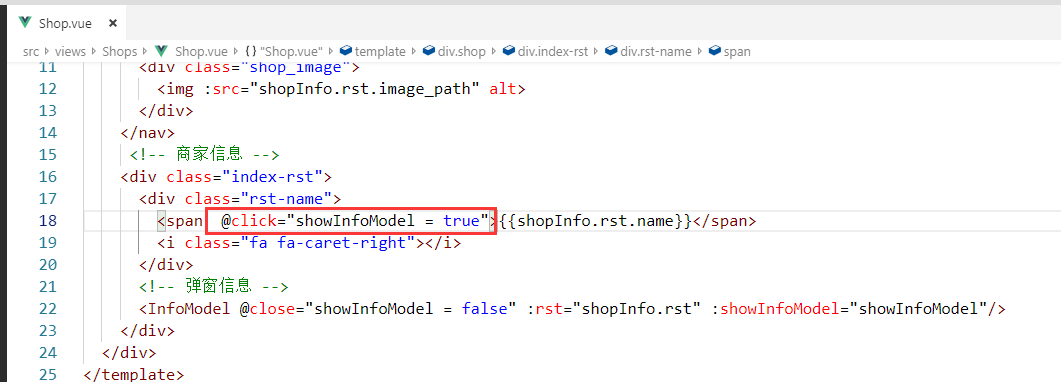 Shop.vue ×
src > views > Shops > Shop.vue > {} "Shop.vue" > template > div.shop > div.index-rst > div.rst-name > span
11 <div class="shop_image">
12 <img :src="shopInfo.rst.image_path" alt>
13 </div>
14 </nav>
15 <!-- 商家信息 -->
16 <div class="index-rst">
17 <div class="rst-name">
18 <span @click="showInfoModel = true">{{shopInfo.rst.name}}</span>
19 <i class="fa fa-caret-right"></i>
20 </div>
21 <!-- 弹窗信息 -->
22 <InfoModel @close="showInfoModel = false" :rst="shopInfo.rst" :showInfoModel="showInfoModel"/>
23 </div>
24 </div>
25 </template>